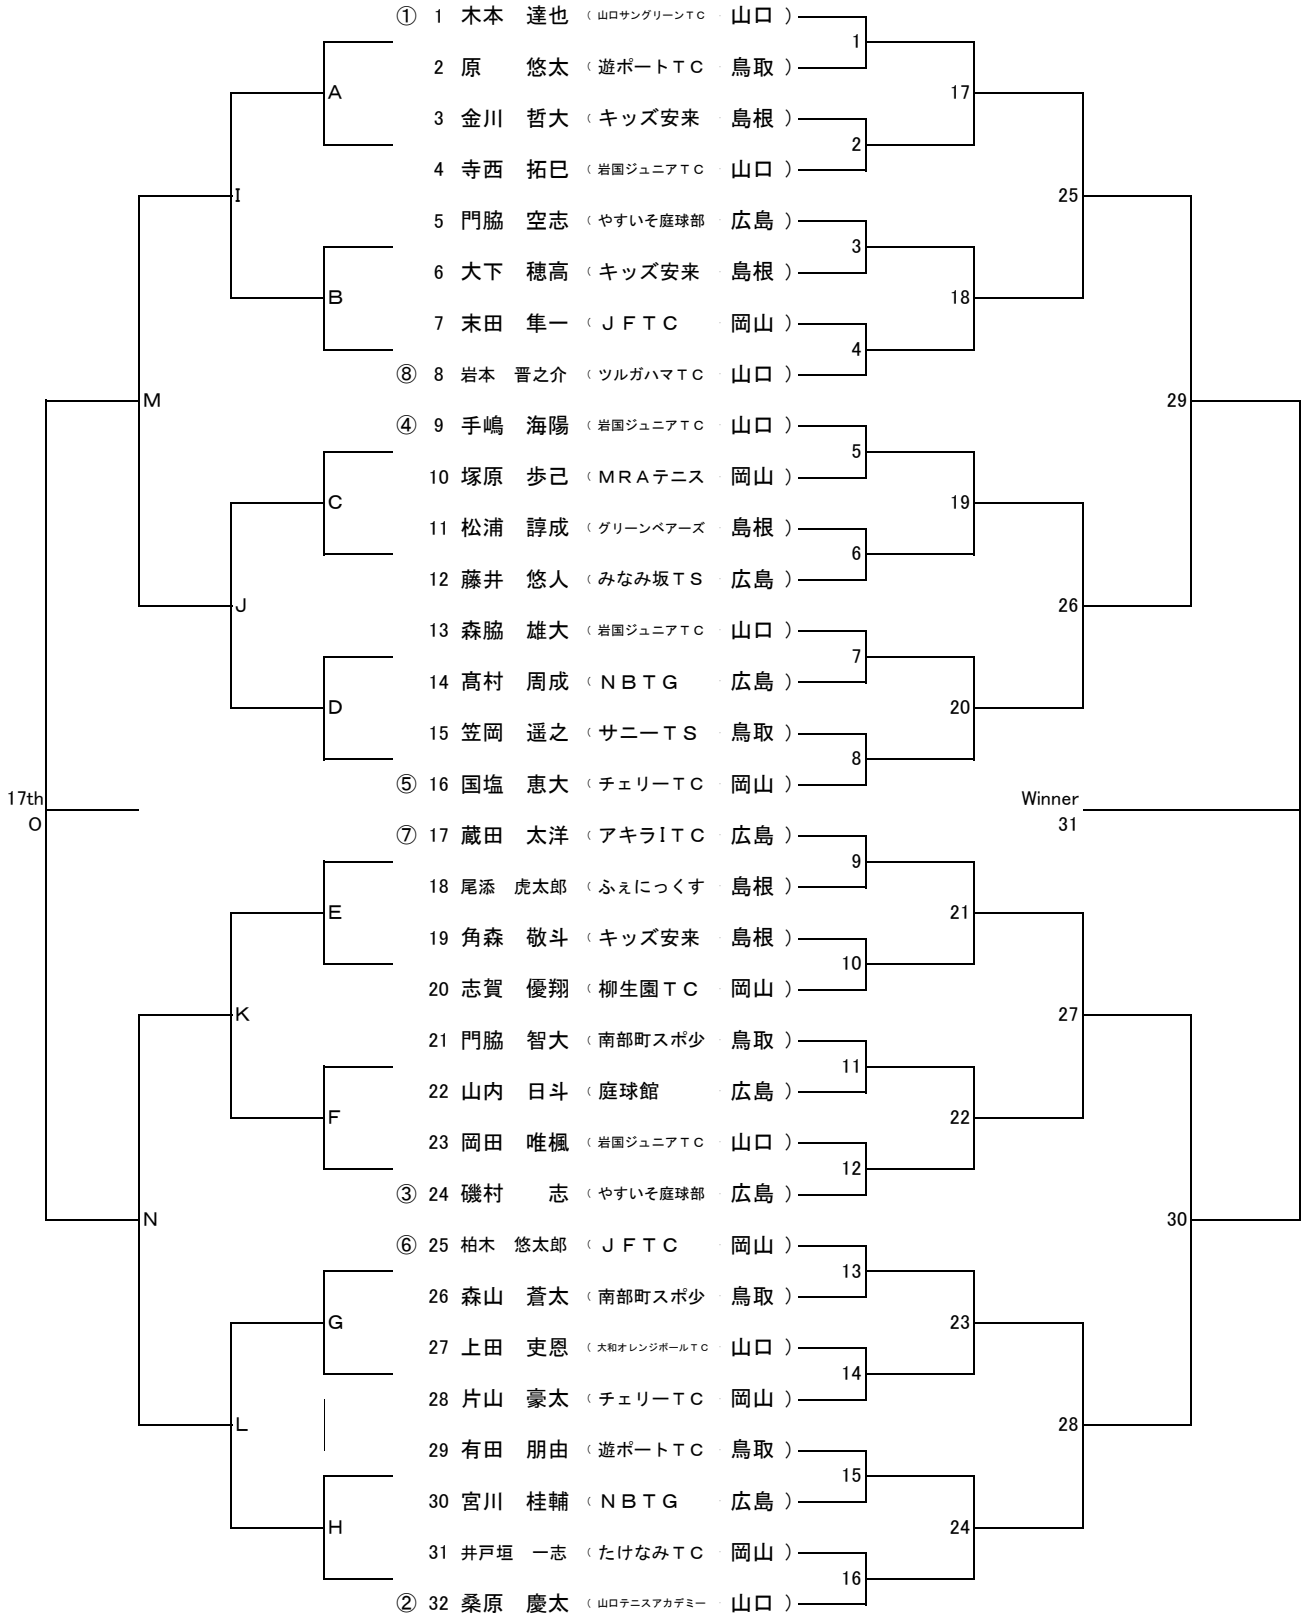 ① 1 木本 達也 ( 山口サングリーンTC 山口 )
1
2 原 悠太 ( 遊ポートTC 鳥取 )
A 17
3 金川 哲大 ( キッズ安来 島根 )
2
4 寺西 拓巳 ( 岩国ジュニアTC 山口 )
I 25
5 門脇 空志 ( やすいそ庭球部 広島 )
3
6 大下 穂高 ( キッズ安来 島根 )
B 18
7 末田 隼一 ( JFTC 岡山 )
4
⑧ 8 岩本 晋之介 ( ツルガハマTC 山口 )
M 29
④ 9 手嶋 海陽 ( 岩国ジュニアTC 山口 )
5
10 塚原 歩己 ( MRAテニス 岡山 )
C 19
11 松浦 諄成 ( グリーンベアーズ 島根 )
6
12 藤井 悠人 ( みなみ坂TS 広島 )
J 26
13 森脇 雄大 ( 岩国ジュニアTC 山口 )
7
14 髙村 周成 ( NBTG 広島 )
D 20
15 笠岡 遥之 ( サニーTS 鳥取 )
8
⑤ 16 国塩 恵大 ( チェリーTC 岡山 )
17th Winner
O 31
⑦ 17 蔵田 太洋 ( アキラITC 広島 )
9
18 尾添 虎太郎 ( ふぇにっくす 島根 )
E 21
19 角森 敬斗 ( キッズ安来 島根 )
10
20 志賀 優翔 ( 柳生園TC 岡山 )
K 27
21 門脇 智大 ( 南部町スポ少 鳥取 )
11
22 山内 日斗 ( 庭球館 広島 )
F 22
23 岡田 唯楓 ( 岩国ジュニアTC 山口 )
12
③ 24 磯村 志 ( やすいそ庭球部 広島 )
N 30
⑥ 25 柏木 悠太郎 ( JFTC 岡山 )
13
26 森山 蒼太 ( 南部町スポ少 鳥取 )
G 23
27 上田 吏恩 ( 大和オレンジボールTC 山口 )
14
28 片山 豪太 ( チェリーTC 岡山 )
L 28
29 有田 朋由 ( 遊ポートTC 鳥取 )
15
30 宮川 桂輔 ( NBTG 広島 )
H 24
31 井戸垣 一志 ( たけなみTC 岡山 )
16
② 32 桑原 慶太 ( 山口テニスアカデミー 山口 )